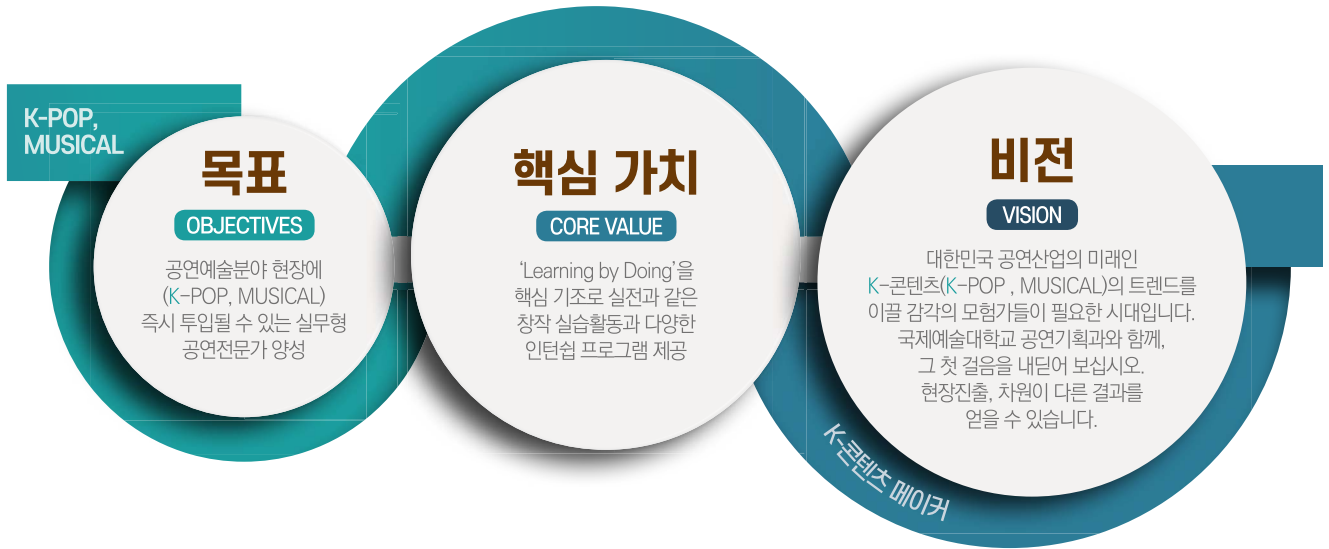 K-POP,
MUSICAL
목표
OBJECTIVES
공연예술분야 현장에
(K-POP, MUSICAL)
즉시 투입될 수 있는 실무형
공연전문가 양성
핵심 가치
CORE VALUE
‘Learning by Doing’을
핵심 기조로 실전과 같은
창작 실습활동과 다양한
인턴쉽 프로그램 제공
비전
VISION
대한민국 공연산업의 미래인
K-콘텐츠(K-POP , MUSICAL)의 트렌드를
이끌 감각의 모험가들이 필요한 시대입니다.
국제예술대학교 공연기획과와 함께,
그 첫 걸음을 내딛어 보십시오.
현장진출, 차원이 다른 결과를
얻을 수 있습니다.
K-콘텐츠 메이커